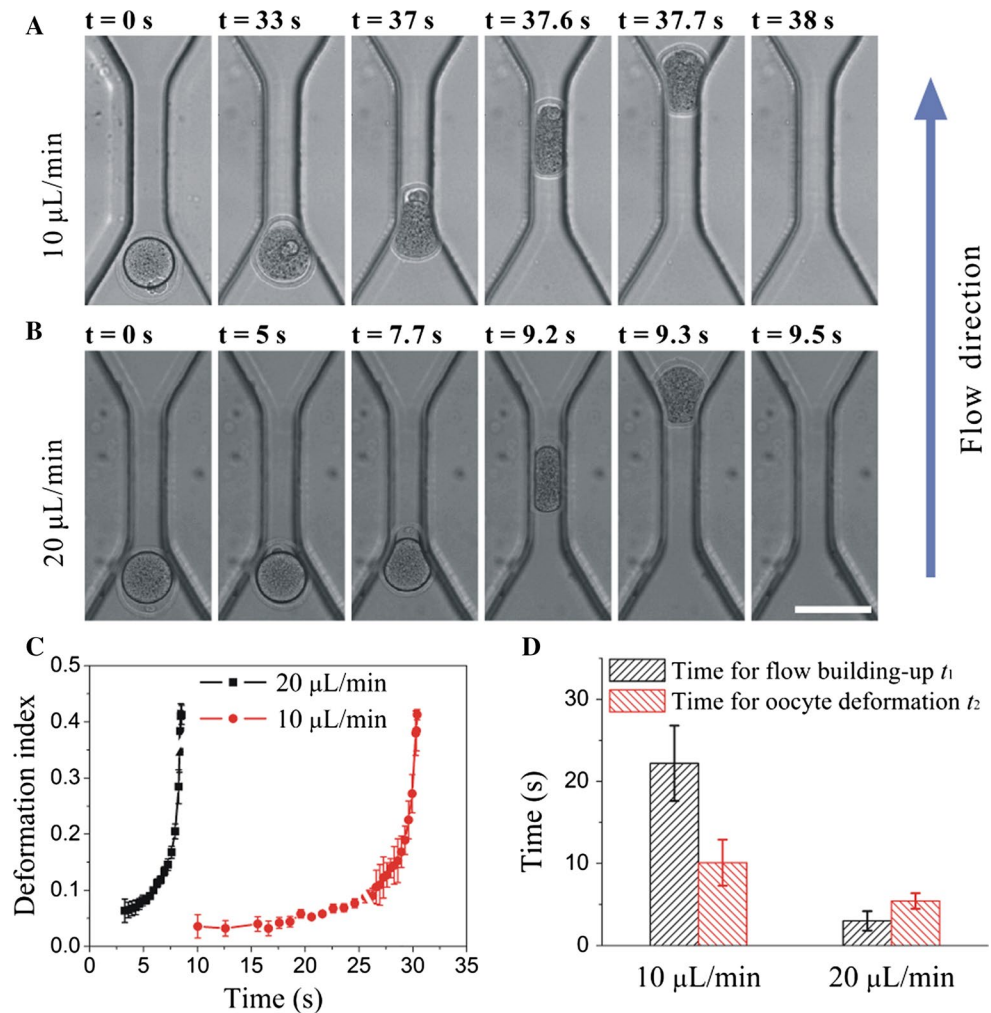 A
t = 0 s t = 33 s t = 37 s t = 37.6 s t = 37.7 s t = 38 s
10 μL/min
B
t = 0 s t = 5 s t = 7.7 s t = 9.2 s t = 9.3 s t = 9.5 s
20 μL/min
Flow direction
C
0.5
0.4
0.3
0.2
0.1
0.0
Deformation index
20 μL/min
10 μL/min
0 5 10 15 20 25 30 35
Time (s)
D
Time for flow building-up t1
Time for oocyte deformation t2
30
20
10
0
Time (s)
10 μL/min 20 μL/min